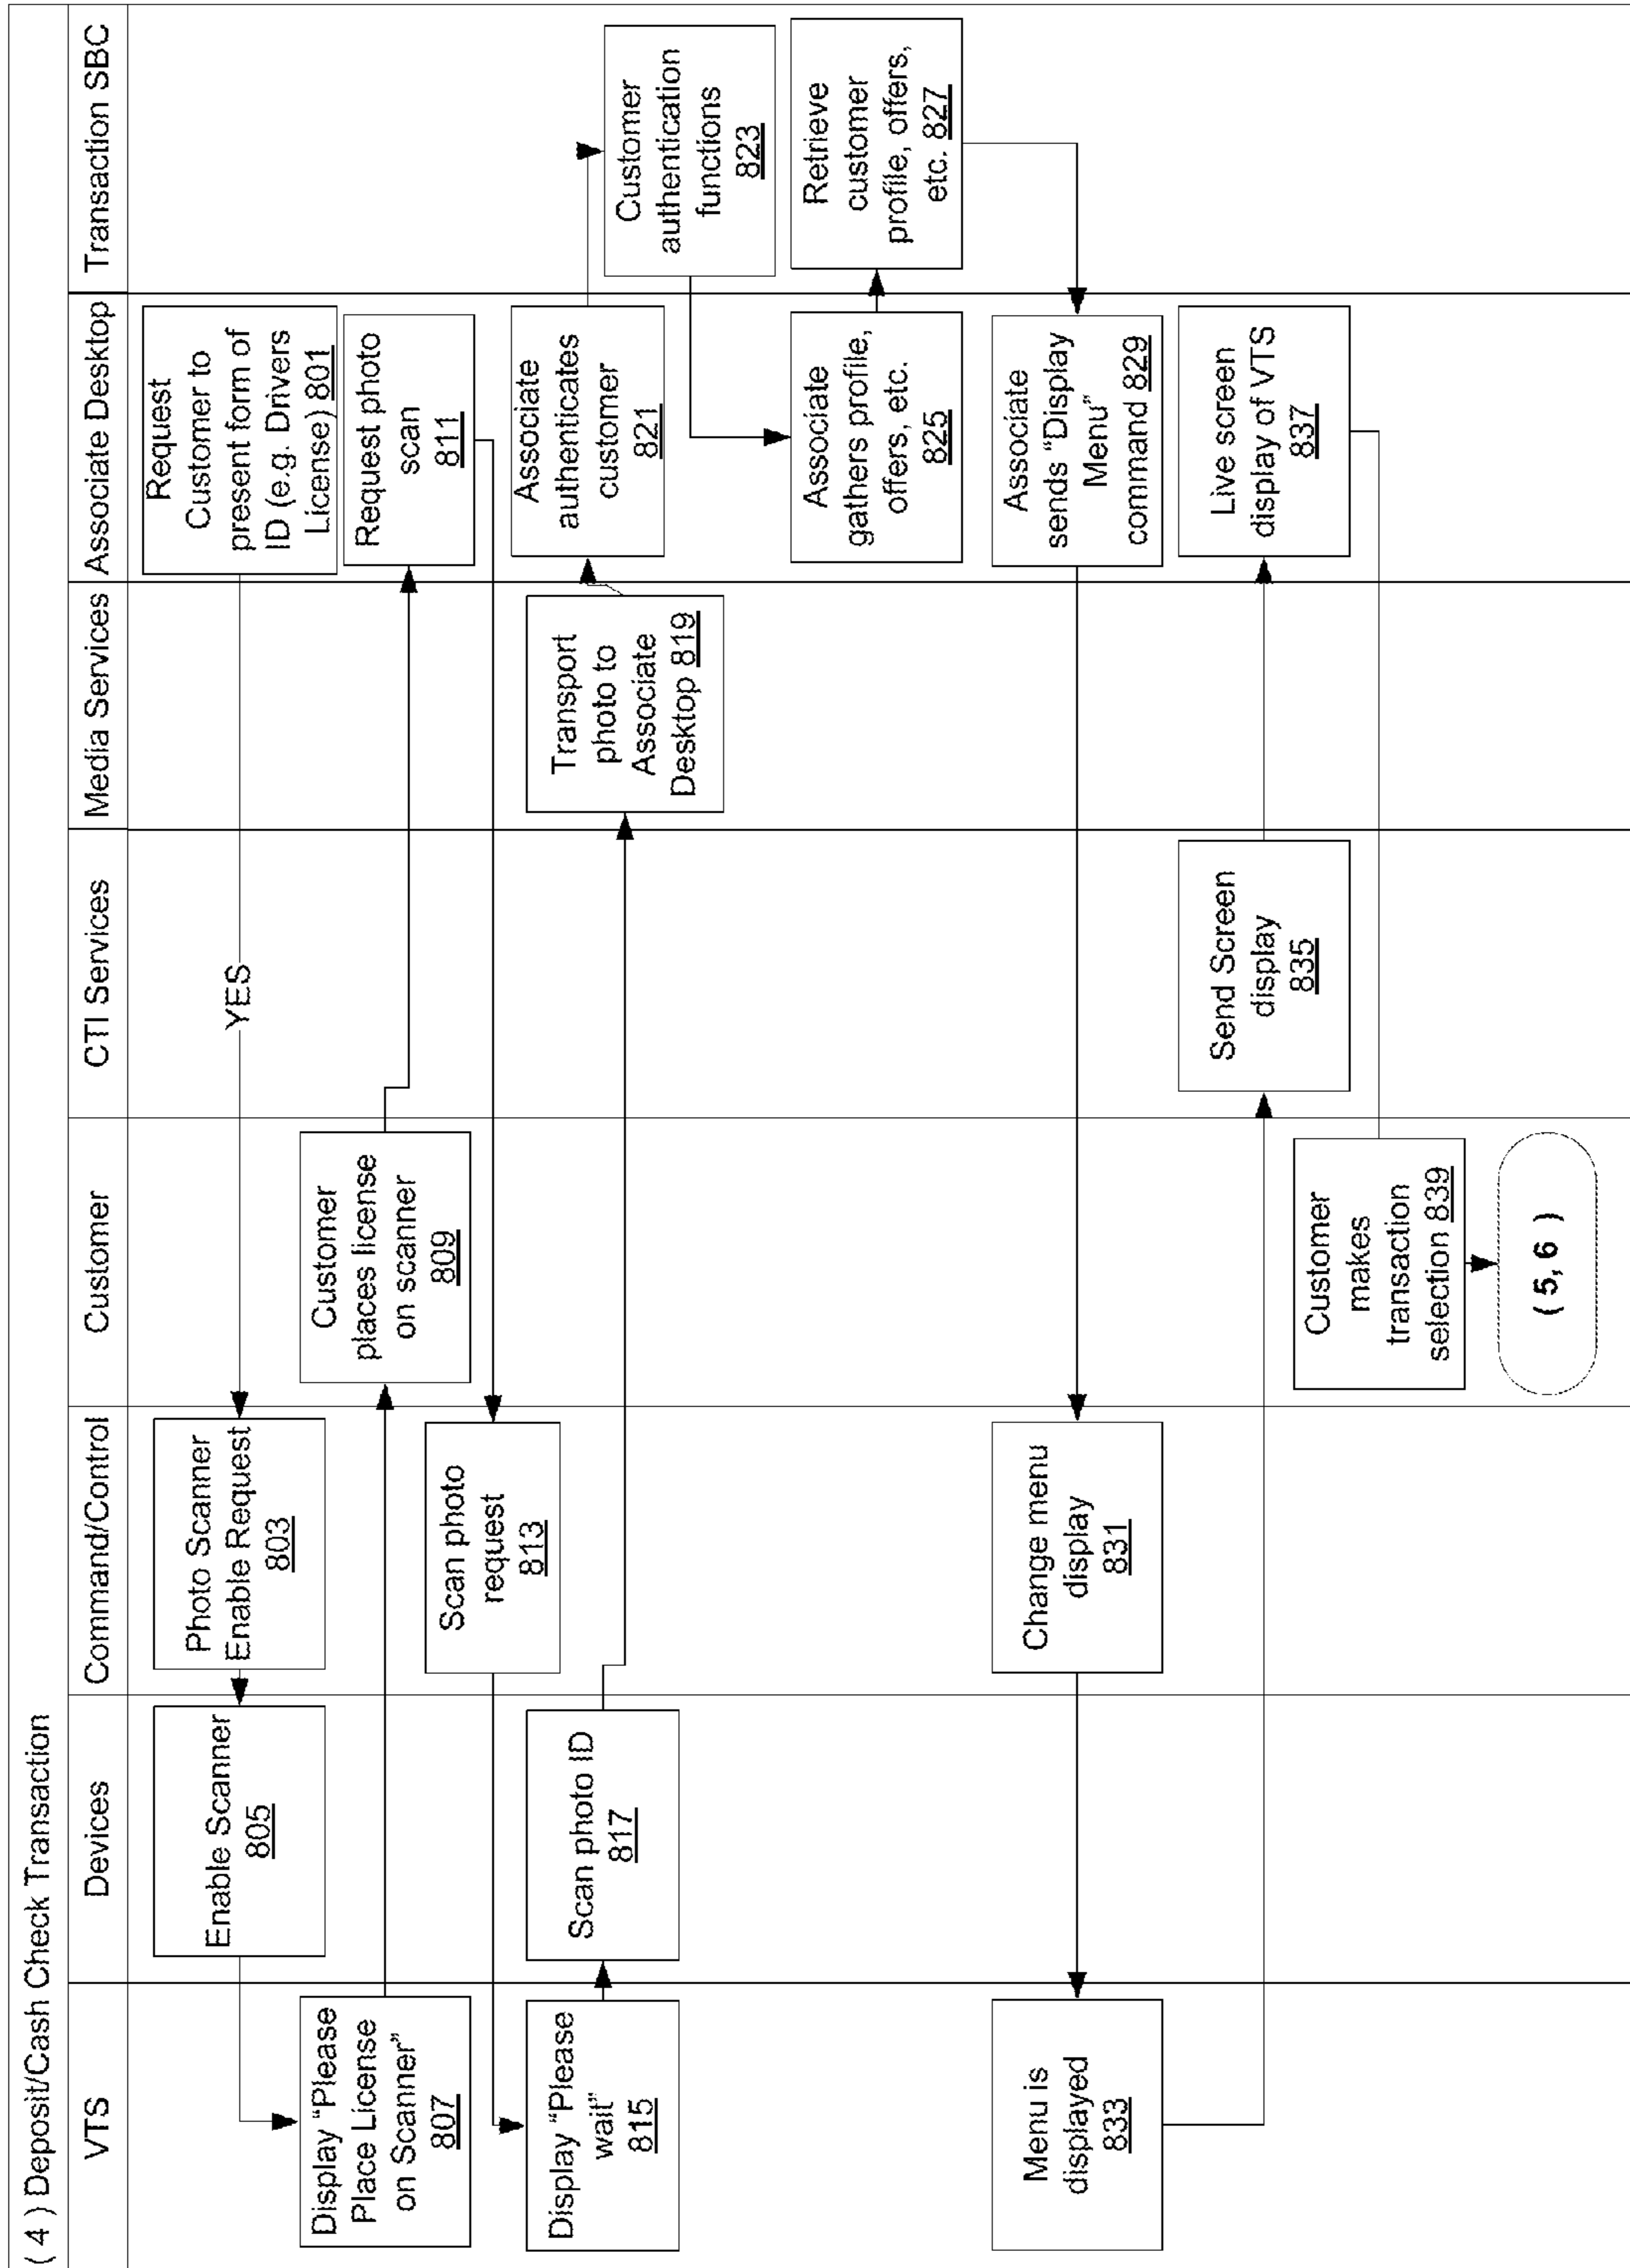 ( 4 ) Deposit/Cash Check Transaction
VTS
Devices
Command/Control
Customer
CTI Services
Media Services
Associate Desktop
Transaction SBC
Request
Customer to
present form of
ID (e.g. Drivers
License) 801
YES
Photo Scanner
Enable Request
803
Enable Scanner
805
Display “Please
Place License
on Scanner”
807
Customer
places license
on scanner
809
Request photo
scan
811
Scan photo
request
813
Display “Please
wait”
815
Scan photo ID
817
Transport
photo to
Associate
Desktop 819
Associate
authenticates
customer
821
Customer
authentication
functions
823
Associate
gathers profile,
offers, etc.
825
Retrieve
customer
profile, offers,
etc. 827
Associate
sends “Display
Menu”
command 829
Change menu
display
831
Menu is
displayed
833
Send Screen
display
835
Live screen
display of VTS
837
Customer
makes
transaction
selection 839
( 5, 6 )